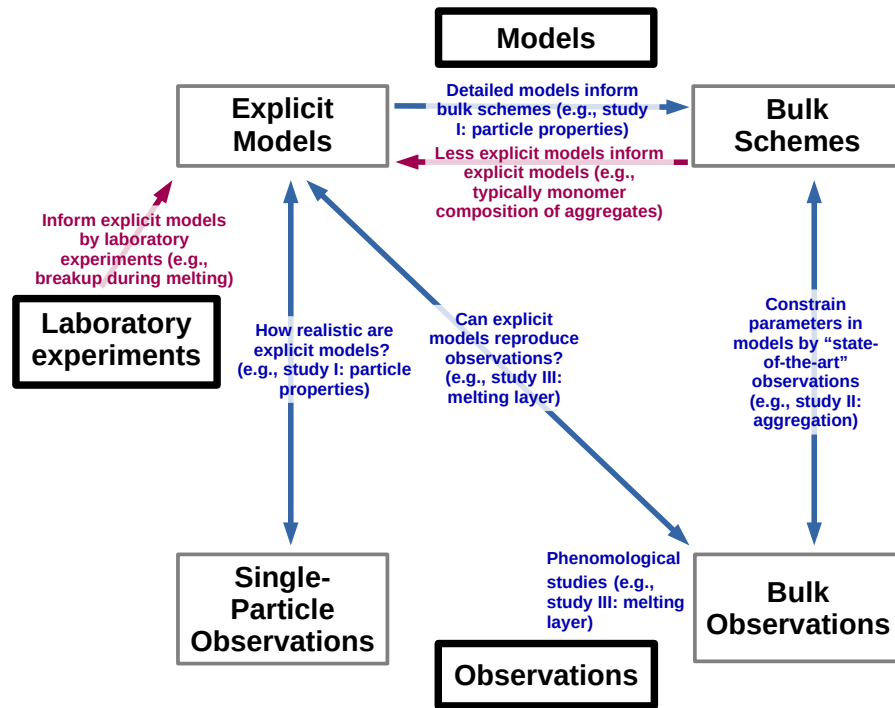 Models
Explicit
Models
Detailed models inform
bulk schemes (e.g., study
I: particle properties)
Bulk
Schemes
Less explicit models inform
explicit models (e.g.,
typically monomer
composition of aggregates)
Inform explicit models
by laboratory
experiments (e.g.,
breakup during melting)
Laboratory
experiments
How realistic are
explicit models?
(e.g., study I: particle
properties)
Can explicit
models reproduce
observations?
(e.g., study III:
melting layer)
Constrain
parameters in
models by “state-
of-the-art”
observations
(e.g., study II:
aggregation)
Single-
Particle
Observations
Phenomological
studies (e.g.,
study III: melting
layer)
Bulk
Observations
Observations